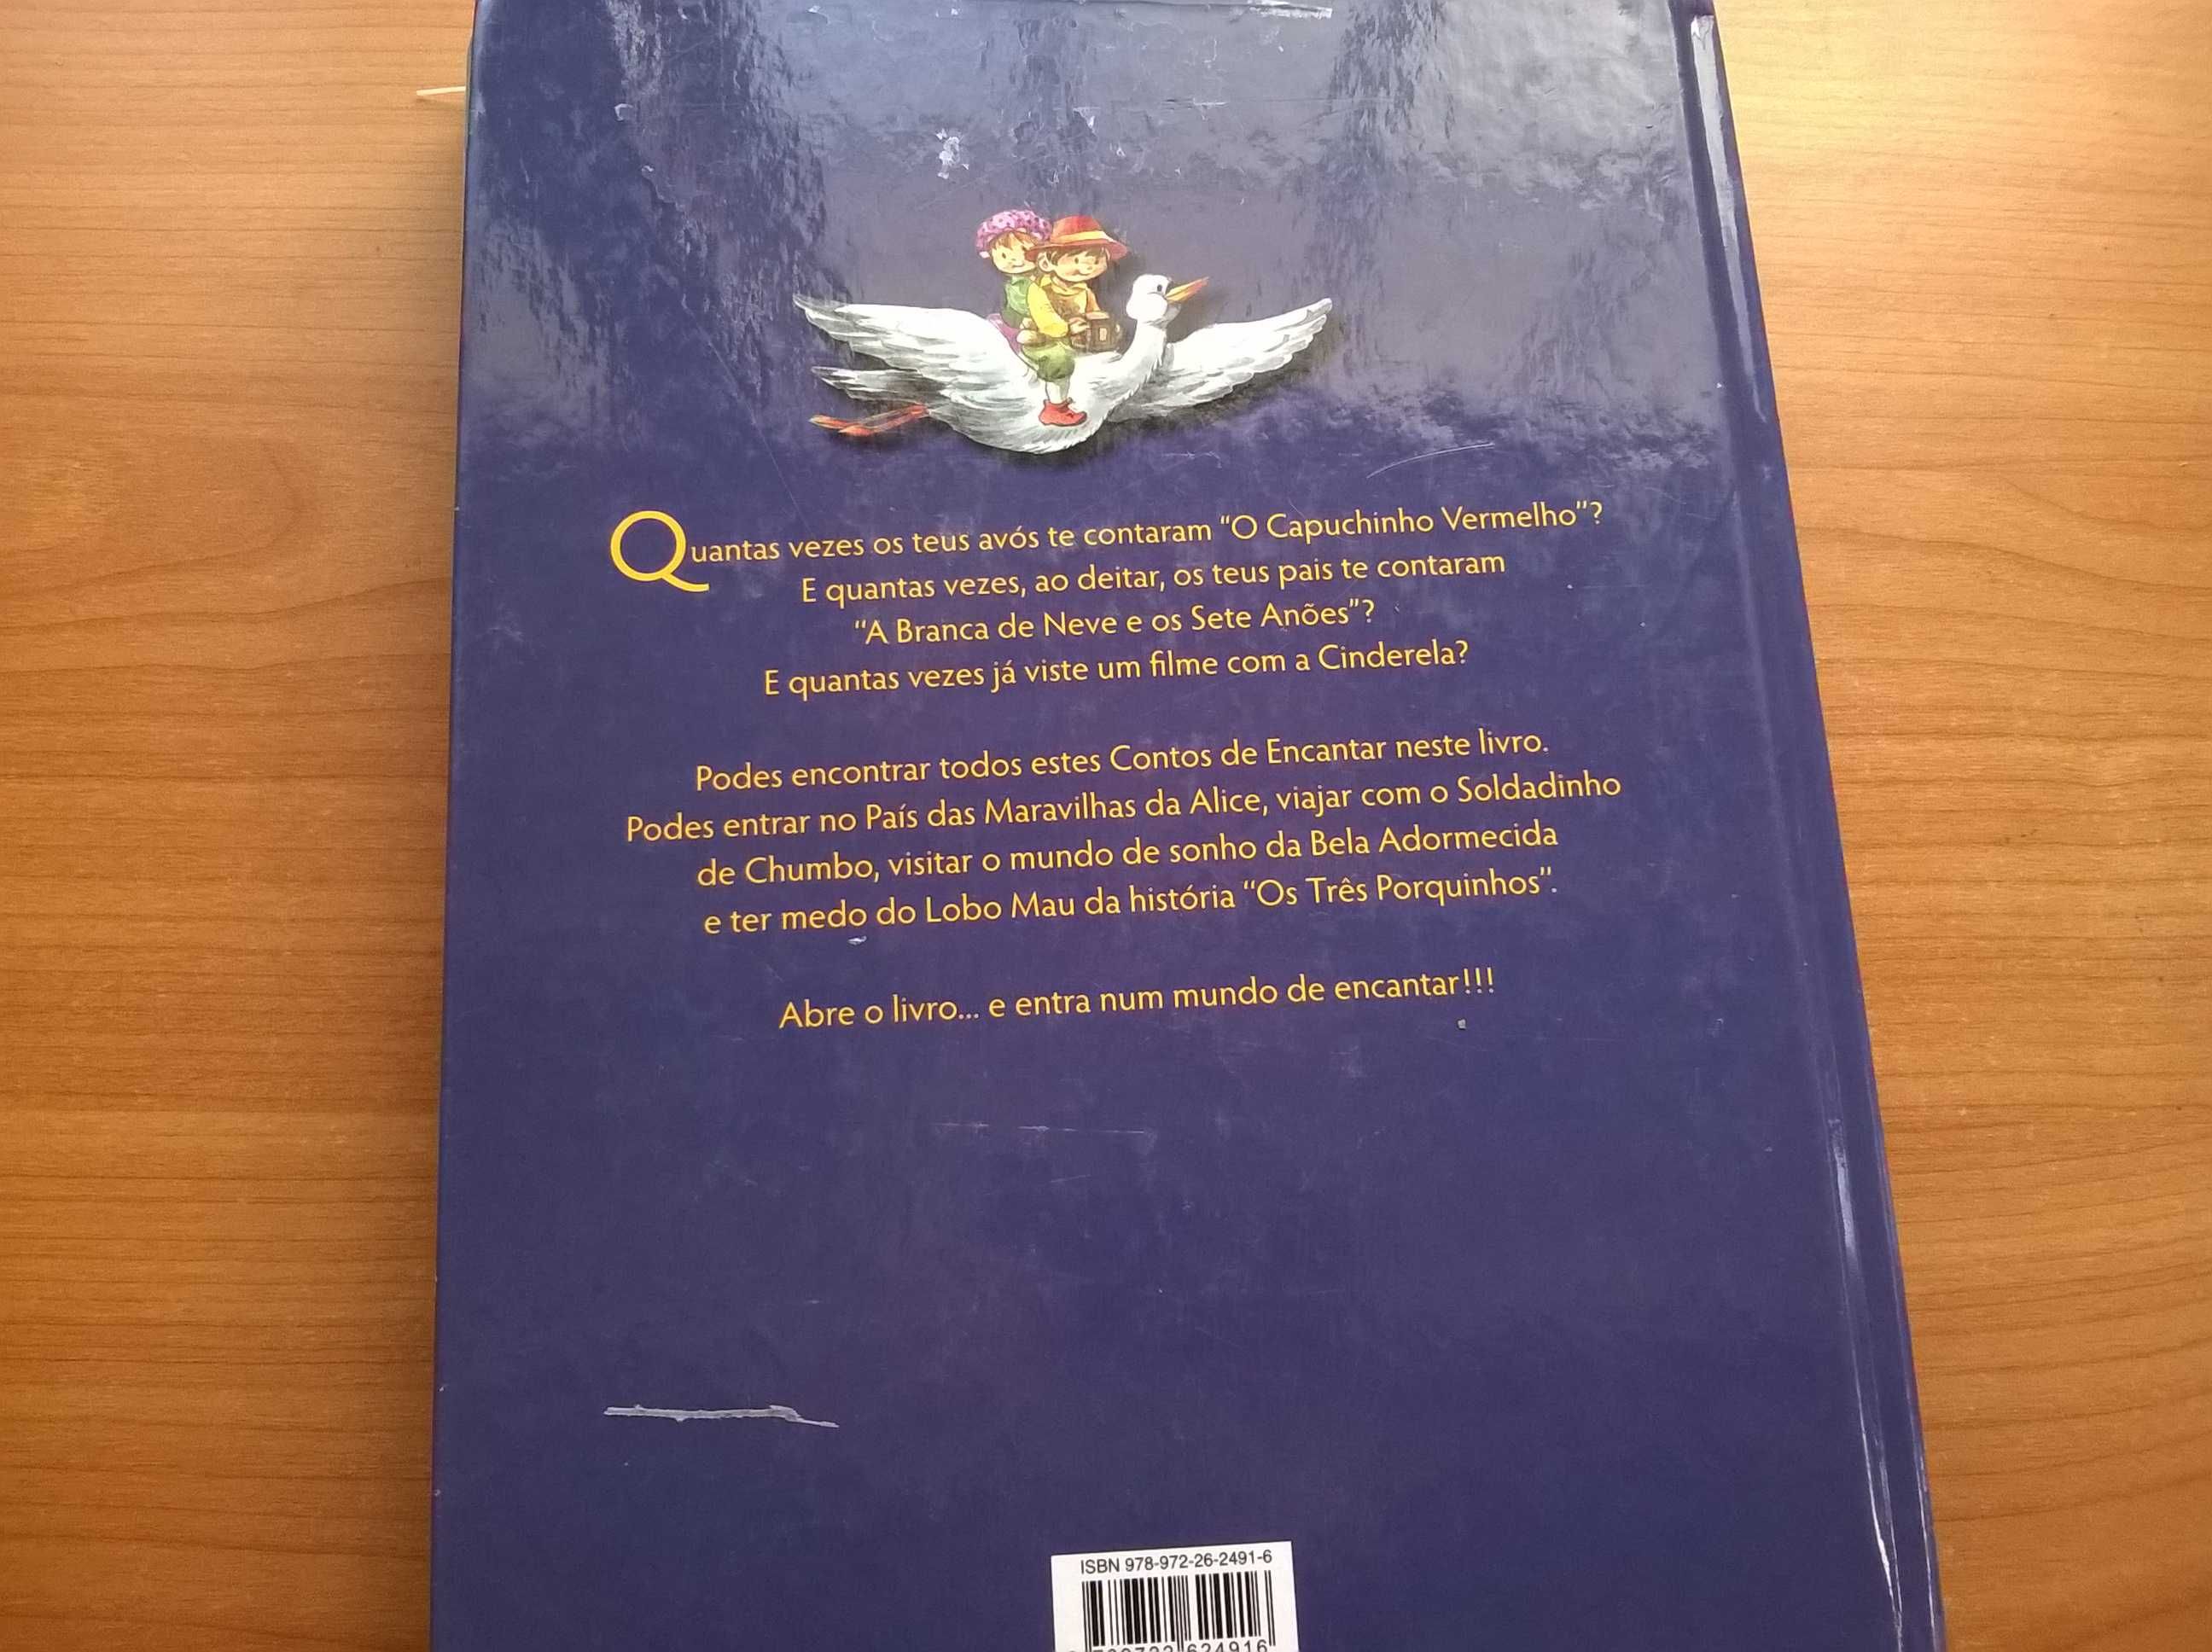 Quantas vezes os teus avós te contaram "O Capuchinho Vermelho"?
E quantas vezes, ao deitar, os teus pais te contaram
"A Branca de Neve e os Sete Anões"?
E quantas vezes já viste um filme com a Cinderela?
Podes encontrar todos estes Contos de Encantar neste livro.
Podes entrar no País das Maravilhas da Alice, viajar com o Soldadinho
de Chumbo, visitar o mundo de sonho da Bela Adormecida
e ter medo do Lobo Mau da história "Os Três Porquinhos".
Abre o livro... e entra num mundo de encantar!!!
ISBN 978-972-26-2491-6